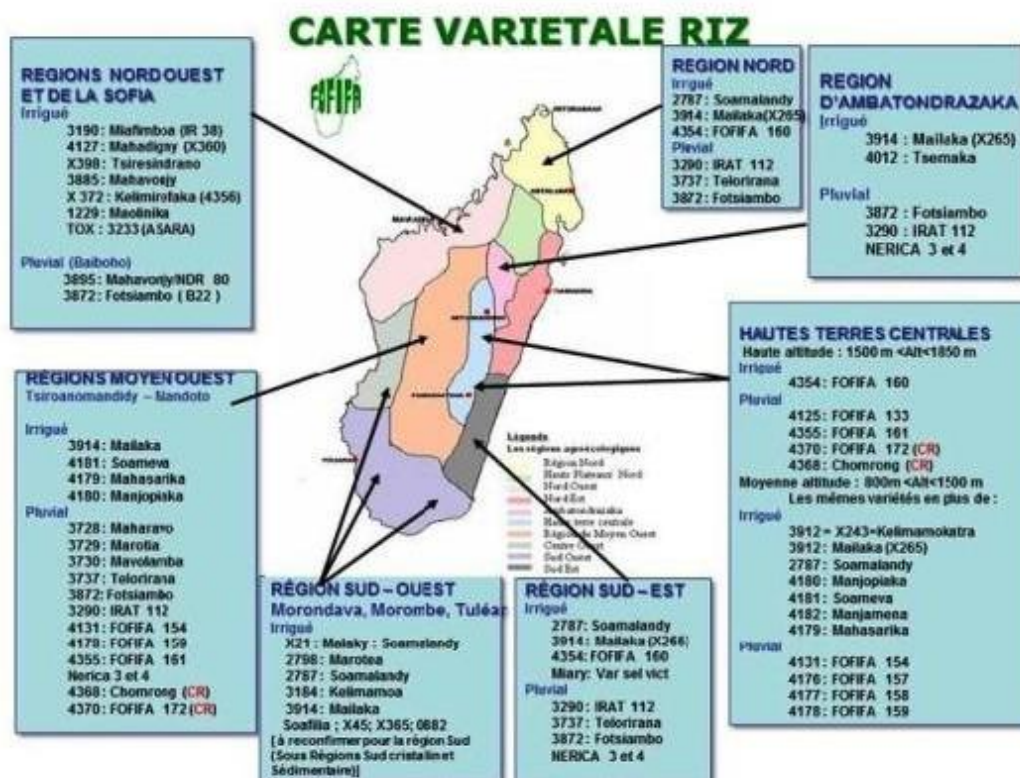 CARTE VARIETALE RIZ
FOFIFA
REGIONS NORD OUEST
ET DE LA SOFIA
Irrigué
3190 : Miafimboa (IR 38)
4127 : Mahadigny (X360)
X398 : Tsiresindrano
3885 : Mahavonjy
X 372 : Kelimirefaka (4356)
1229 : Maolinika
TOX : 3233 (ASARA)
Pluvial (Baiboho)
3895: Mahavonjy/NDR 80
3872: Fotsiambo ( B22 )
REGION NORD
Irrigué
2787 : Soamalandy
3914 : Mailaka(X265)
4354 : FOFIFA 160
Pluvial
3290 : IRAT 112
3737 : Telorirana
3872 : Fotsiambo
REGION
D'AMBATONDRAZAKA
Irrigué
3914 : Mailaka (X265)
4012 : Tsemaka
Pluvial
3872 : Fotsiambo
3290 : IRAT 112
NERICA 3 et 4
RÉGIONS MOYEN OUEST
Tsiroanomandidy – Mandoto
Irrigué
3914 : Mailaka
4181 : Soameva
4179 : Mahasarika
4180 : Manjopiaka
Pluvial
3728 : Maharavo
3729 : Marotia
3730 : Mavolamba
3737 : Telorirana
3872: Fotsiambo
3290 : IRAT 112
4131 : FOFIFA 154
4178 : FOFIFA 159
4355 : FOFIFA 161
Nerica 3 et 4
4368 : Chomrong (CR)
4370 : FOFIFA 172 (CR)
HAUTES TERRES CENTRALES
Haute altitude : 1500 m <Alt<1850 m
Irrigué
4354 : FOFIFA 160
Pluvial
4125 : FOFIFA 133
4355 : FOFIFA 161
4370 : FOFIFA 172 (CR)
4368 : Chomrong (CR)
Moyenne altitude : 800m <Alt<1500 m
Les mêmes variétés en plus de :
Irrigué
3912 = X243=Kelimamokatra
3912: Mailaka (X265)
2787 : Soamalandy
4180 : Manjopiaka
4181 : Soameva
4182 : Manjamena
4179 : Mahasarika
Pluvial
4131 : FOFIFA 154
4176 : FOFIFA 157
4177 : FOFIFA 158
4178 : FOFIFA 159
Légende
Les régions agroécologiques
Région Nord
Hauts Plateaux Nord
Nord Ouest
Nord Est
Ambatondrazaka
Haute terre centrale
Région de Moyen Ouest
Centre Ouest
Sud Ouest
Sud Est
RÉGION SUD – OUEST
Morondava, Morombe, Tuléar
Irrigué
X21 : Malaky : Soamalandy
2798 : Marotea
2787 : Soamalandy
3184 : Kelimamoa
3914 : Mailaka
Soafilia ; X45; X365; 0882
[à reconfirmer pour la région Sud
(Sous Régions Sud cristallin et
Sédimentaire)]
RÉGION SUD – EST
Irrigué
2787 : Soamalandy
3914 : Mailaka (X266)
4354: FOFIFA 160
Miary: Var sel vict
Pluvial
3290 : IRAT 112
3737 : Telorirana
3872 : Fotsiambo
NERICA 3 et 4